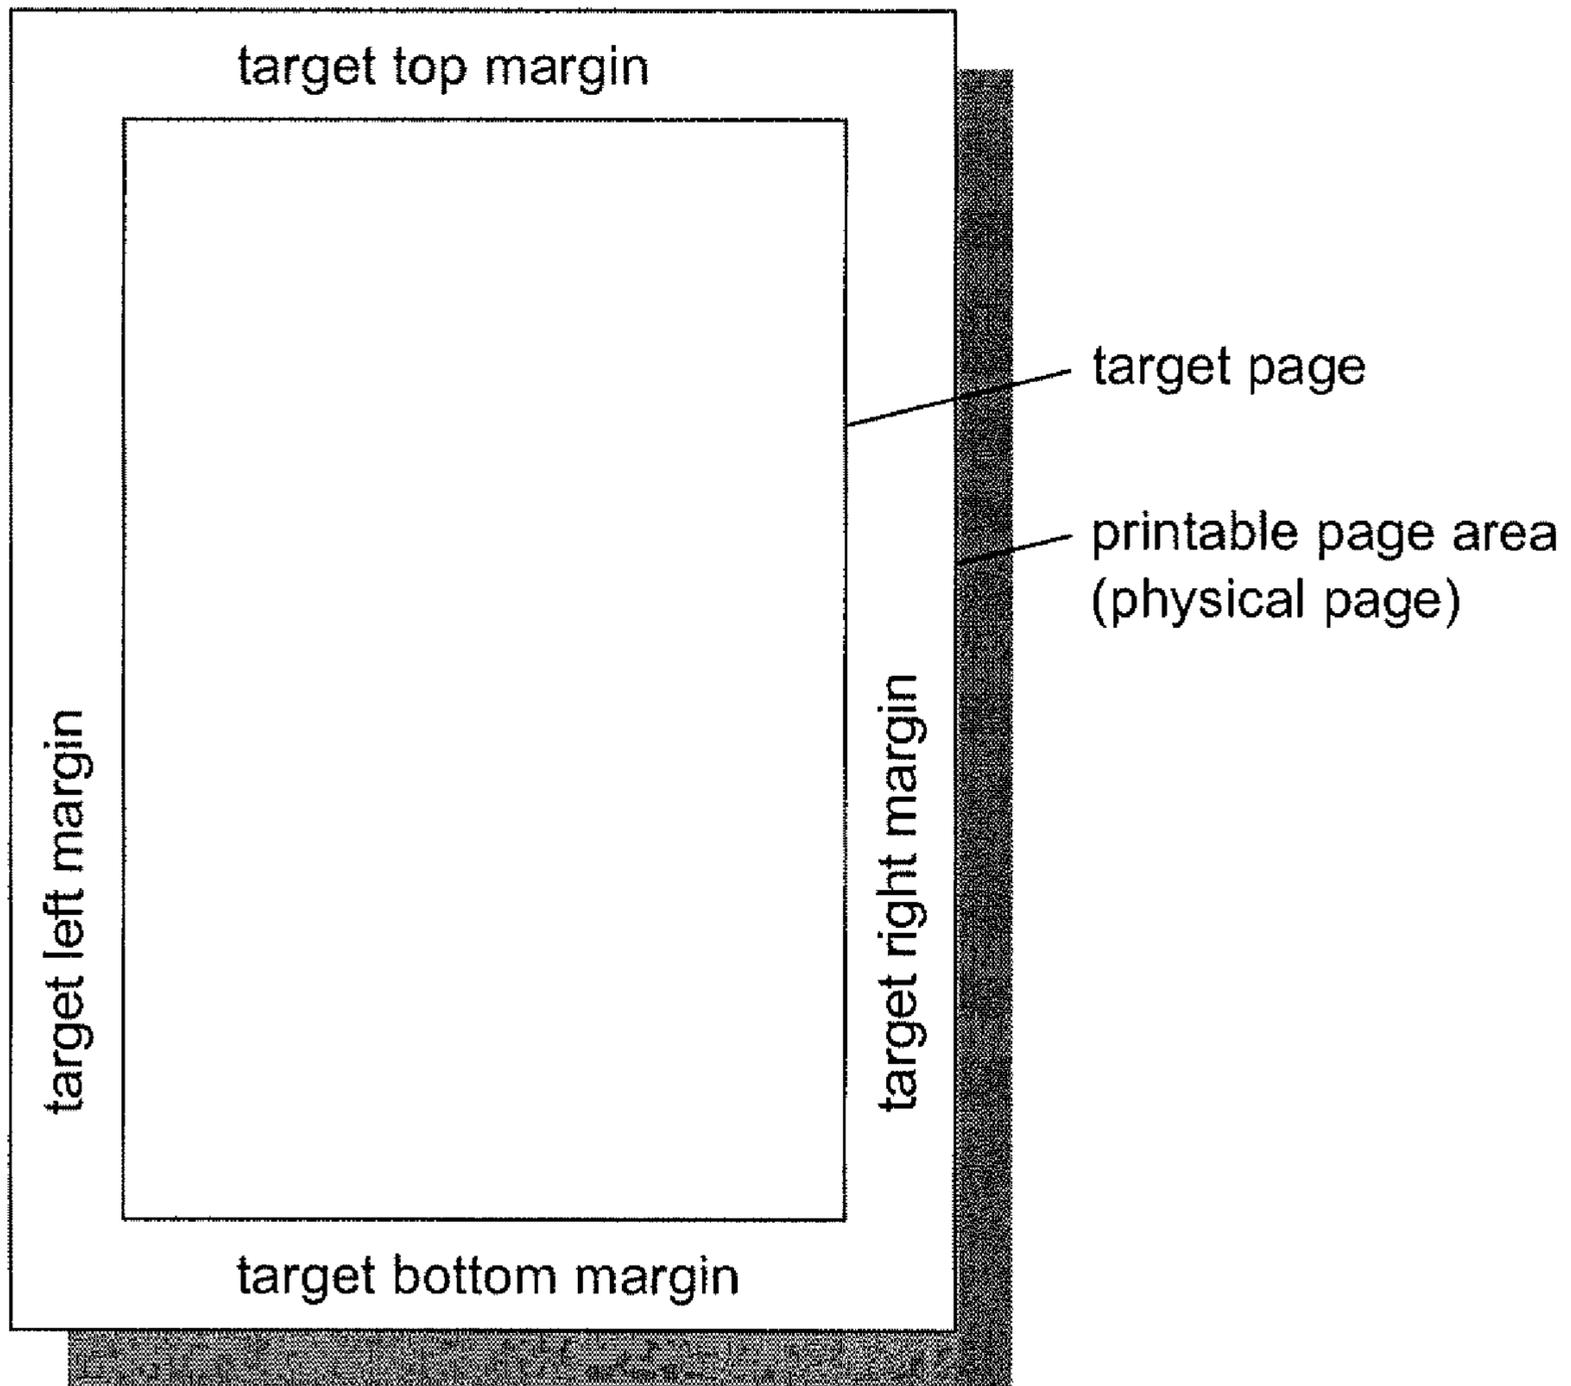 target top margin
target page
printable page area
(physical page)
target left margin
target right margin
target bottom margin